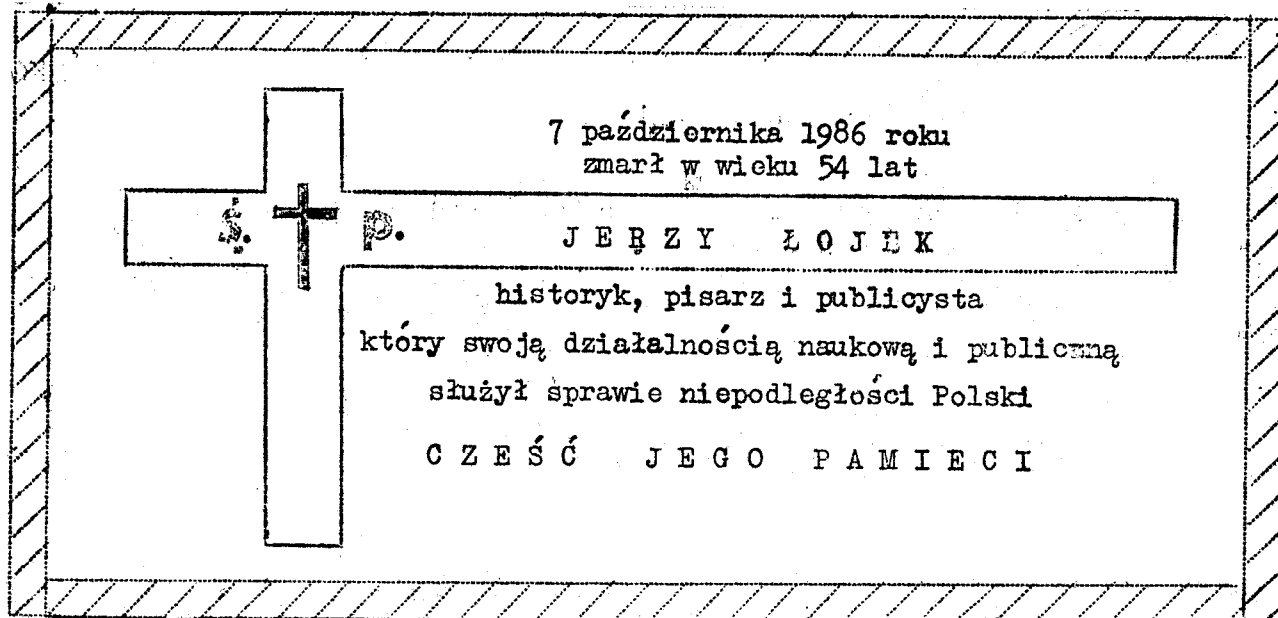 7 października 1986 roku
zmarł w wieku 54 lat
ś. p. JERZY ŁOJEK
historyk, pisarz i publicysta
który swoją działalnością naukową i publiczną
służył sprawie niepodległości Polski
CZEŚĆ JEGO PAMIECI